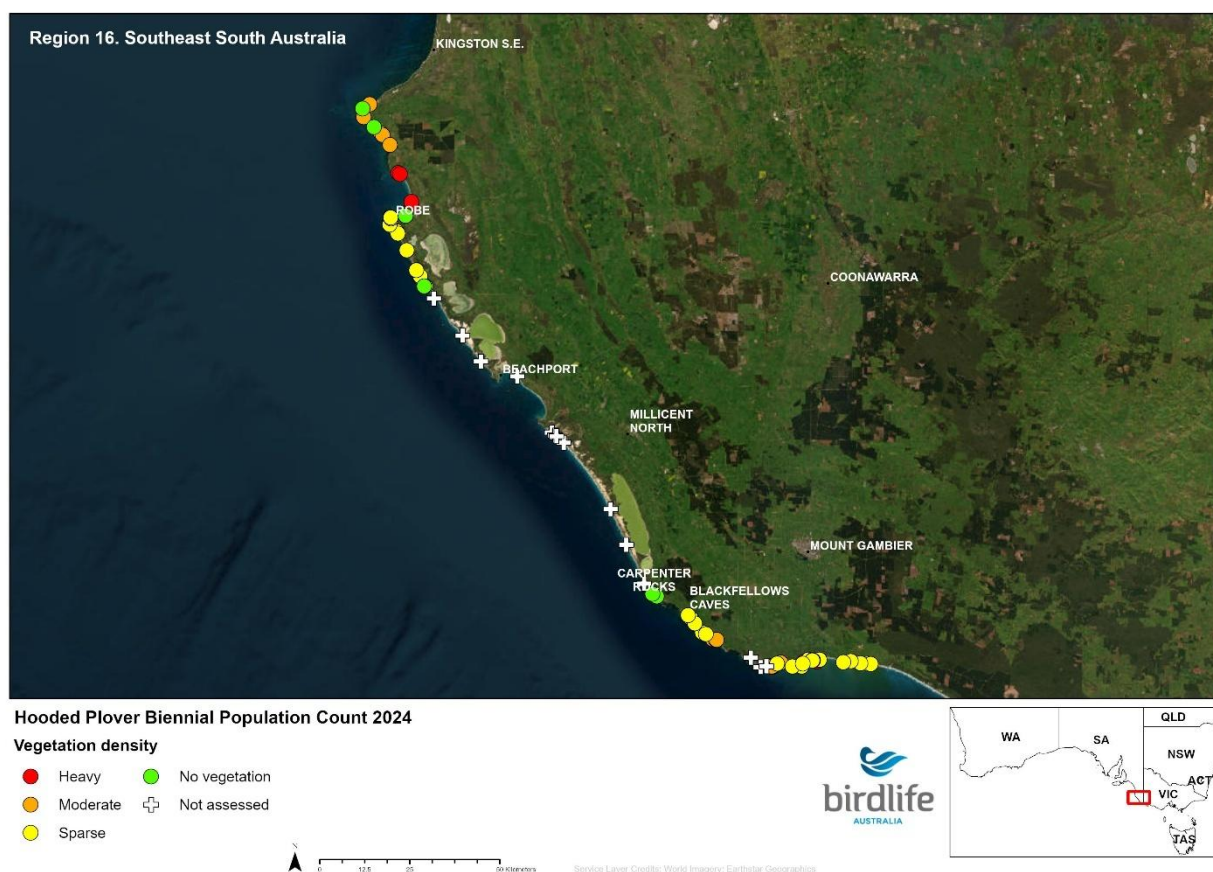 Region 16. Southeast South Australia
KINGSTON S.E.
ROBE
COONAWARRA
BEACHPORT
MILLICENT
NORTH
MOUNT GAMBIER
CARPENTER
ROCKS
BLACKFELLOWS
CAVES
Hooded Plover Biennial Population Count 2024
Vegetation density
Heavy
No vegetation
Moderate
Not assessed
Sparse
birdlife
AUSTRALIA
WA
SA
QLD
NSW
ACT
VIC
TAS
N
0 12.5 25 50 Kilometers
Service Layer Credits: World Imagery: Earthstar Geographics